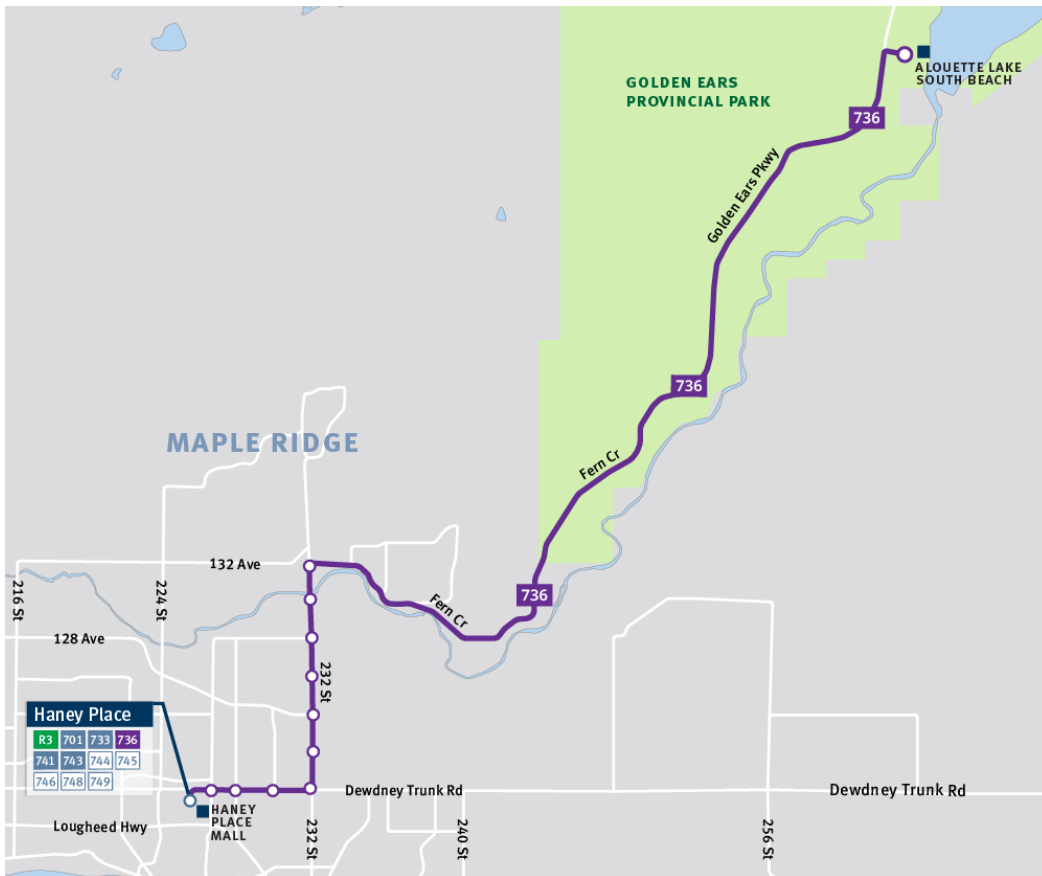 ALOUETTE LAKE
SOUTH BEACH
GOLDEN EARS
PROVINCIAL PARK
736
Golden Ears Pkwy
736
MAPLE RIDGE
Fern Cr
132 Ave
736
216 St
224 St
Fern Cr
128 Ave
232 St
Haney Place
R3 701 733 736
741 743 744 745
746 748 749
Dewdney Trunk Rd
Dewdney Trunk Rd
HANEY
PLACE
MALL
Lougheed Hwy
232 St
240 St
256 St